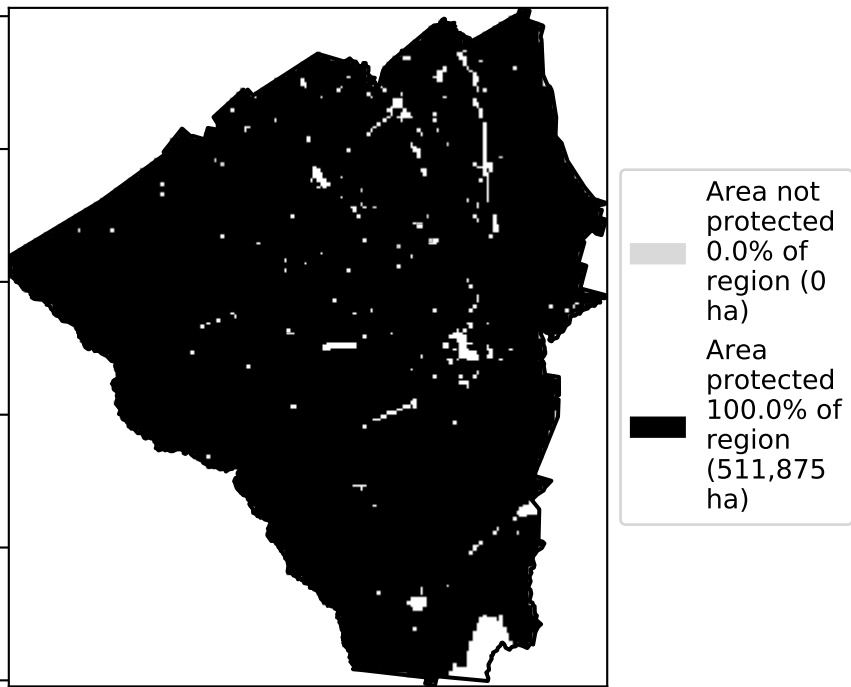 Area not
protected
0.0% of
region (0
ha)
Area
protected
100.0% of
region
(511,875
ha)